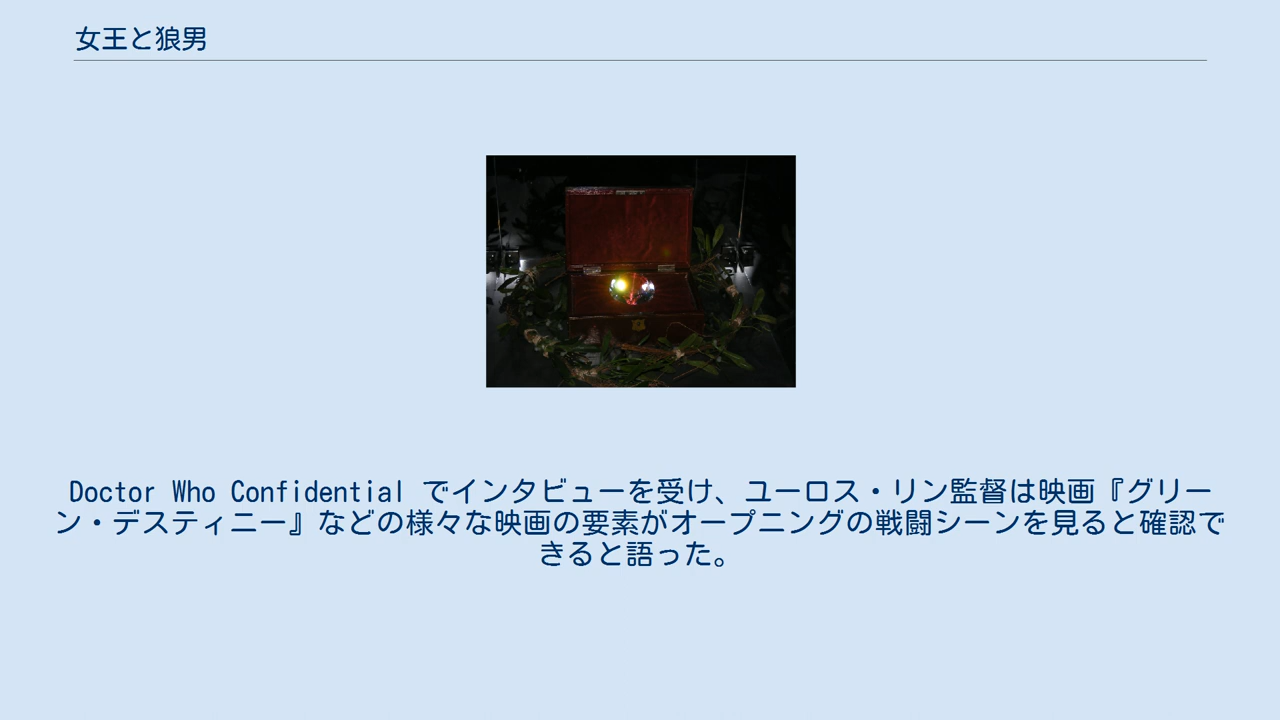 女王と狼男
Doctor Who Confidential でインタビューを受け、ユーロス・リン監督は映画『グリー
ン・デスティニー』などの様々な映画の要素がオープニングの戦闘シーンを見ると確認で
きると語った。